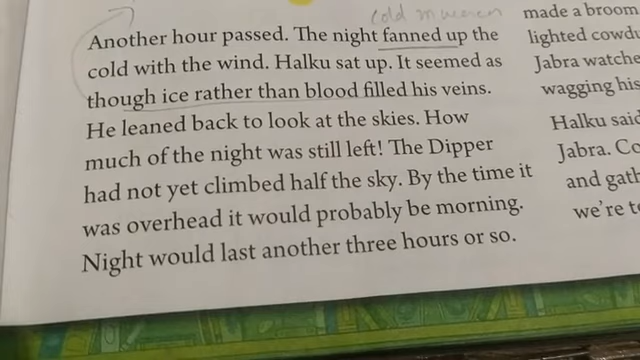 Another hour passed. The night fanned up the
cold with the wind. Halku sat up. It seemed as
though ice rather than blood filled his veins.
He leaned back to look at the skies. How
much of the night was still left! The Dipper
had not yet climbed half the sky. By the time it
was overhead it would probably be morning.
Night would last another three hours or so.
made a broom
lighted cowdu
Jabra watche
wagging his
Halku said
Jabra. Co
and gath
we're to